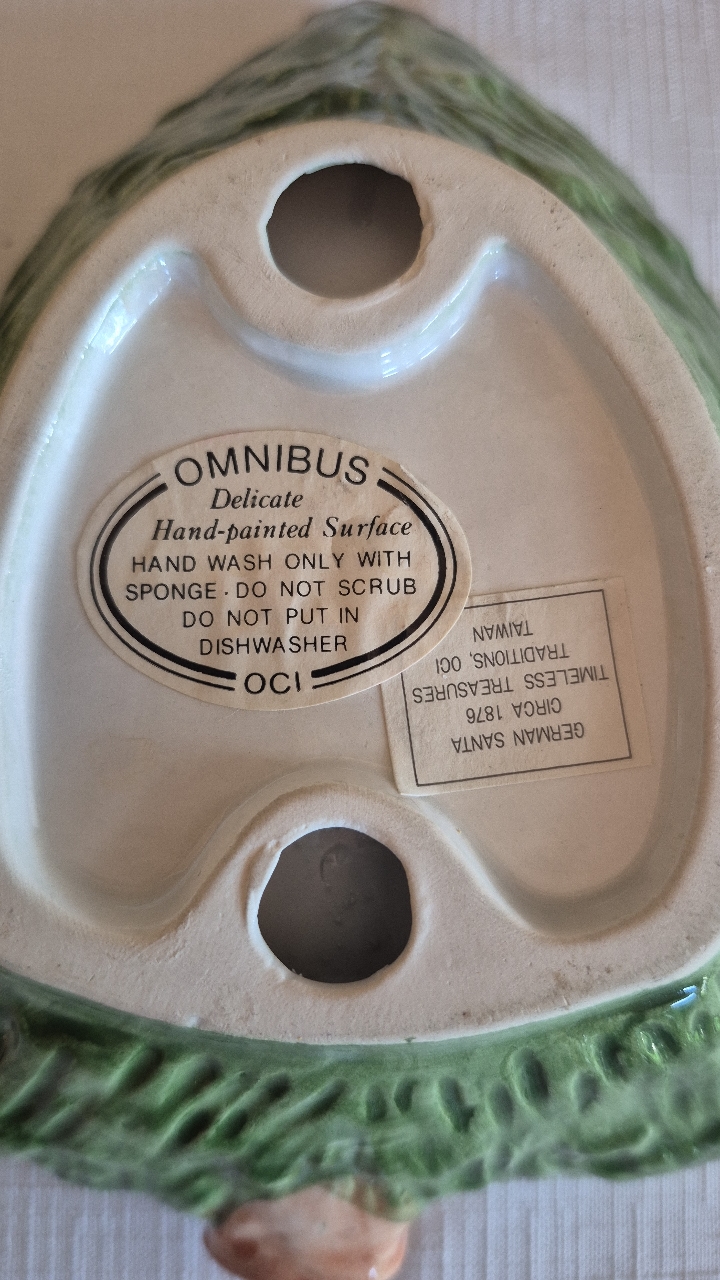 OMNIBUS
Delicate
Hand-painted Surface
HAND WASH ONLY WITH
SPONGE · DO NOT SCRUB
DO NOT PUT IN
DISHWASHER
OCI
GERMAN SANTA
CIRCA 1876
TIMELESS TREASURES
TRADITIONS, OCI
TAIWAN